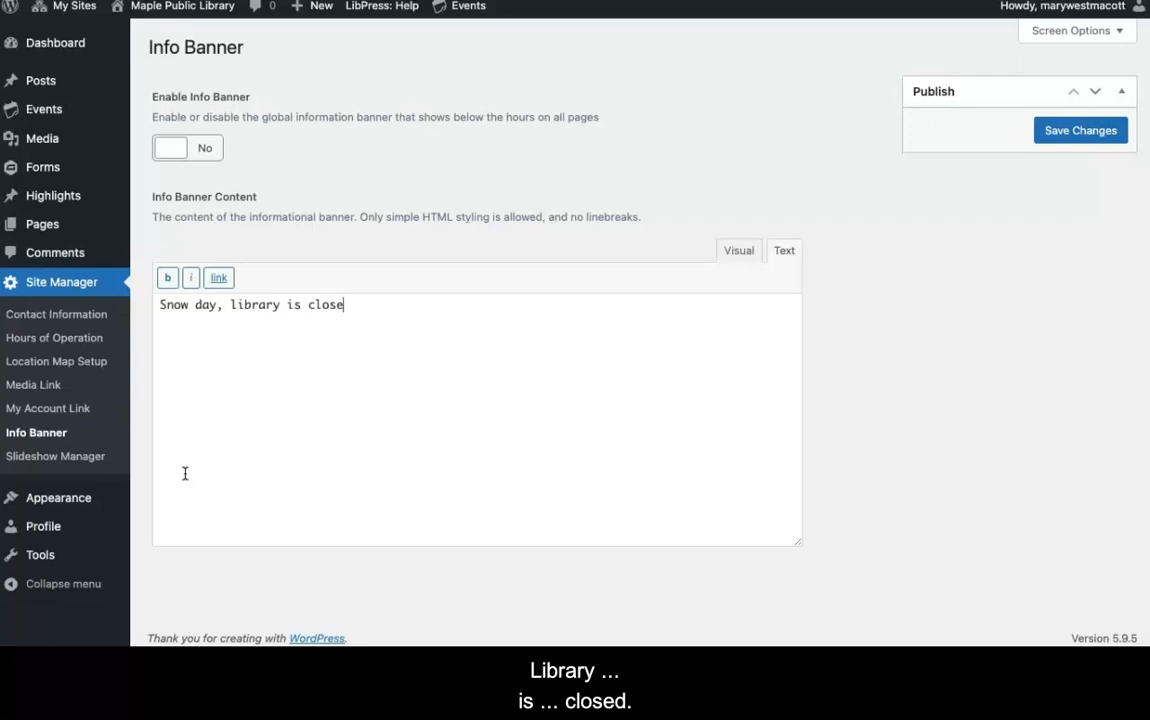 My Sites Maple Public Library 0 New LibPress: Help Events Howdy, marywestmacott
Screen Options
Dashboard
Posts
Events
Media
Forms
Highlights
Pages
Comments
Site Manager
Contact Information
Hours of Operation
Location Map Setup
Media Link
My Account Link
Info Banner
Slideshow Manager
Appearance
Profile
Tools
Collapse menu
Info Banner
Enable Info Banner
Enable or disable the global information banner that shows below the hours on all pages
No
Info Banner Content
The content of the informational banner. Only simple HTML styling is allowed, and no linebreaks.
Visual Text
b i link
Snow day, library is close
Publish
Save Changes
Thank you for creating with WordPress.
Version 5.9.5
Library ...
is ... closed.